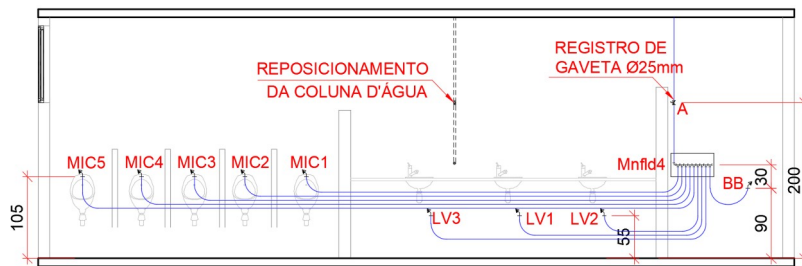 REPOSICIONAMENTO
DA COLUNA D'ÁGUA
REGISTRO DE
GAVETA Ø25mm
A
MIC5
MIC4
MIC3
MIC2
MIC1
Mnfld4
BB
LV3
LV1
LV2
105
55
30
90
200